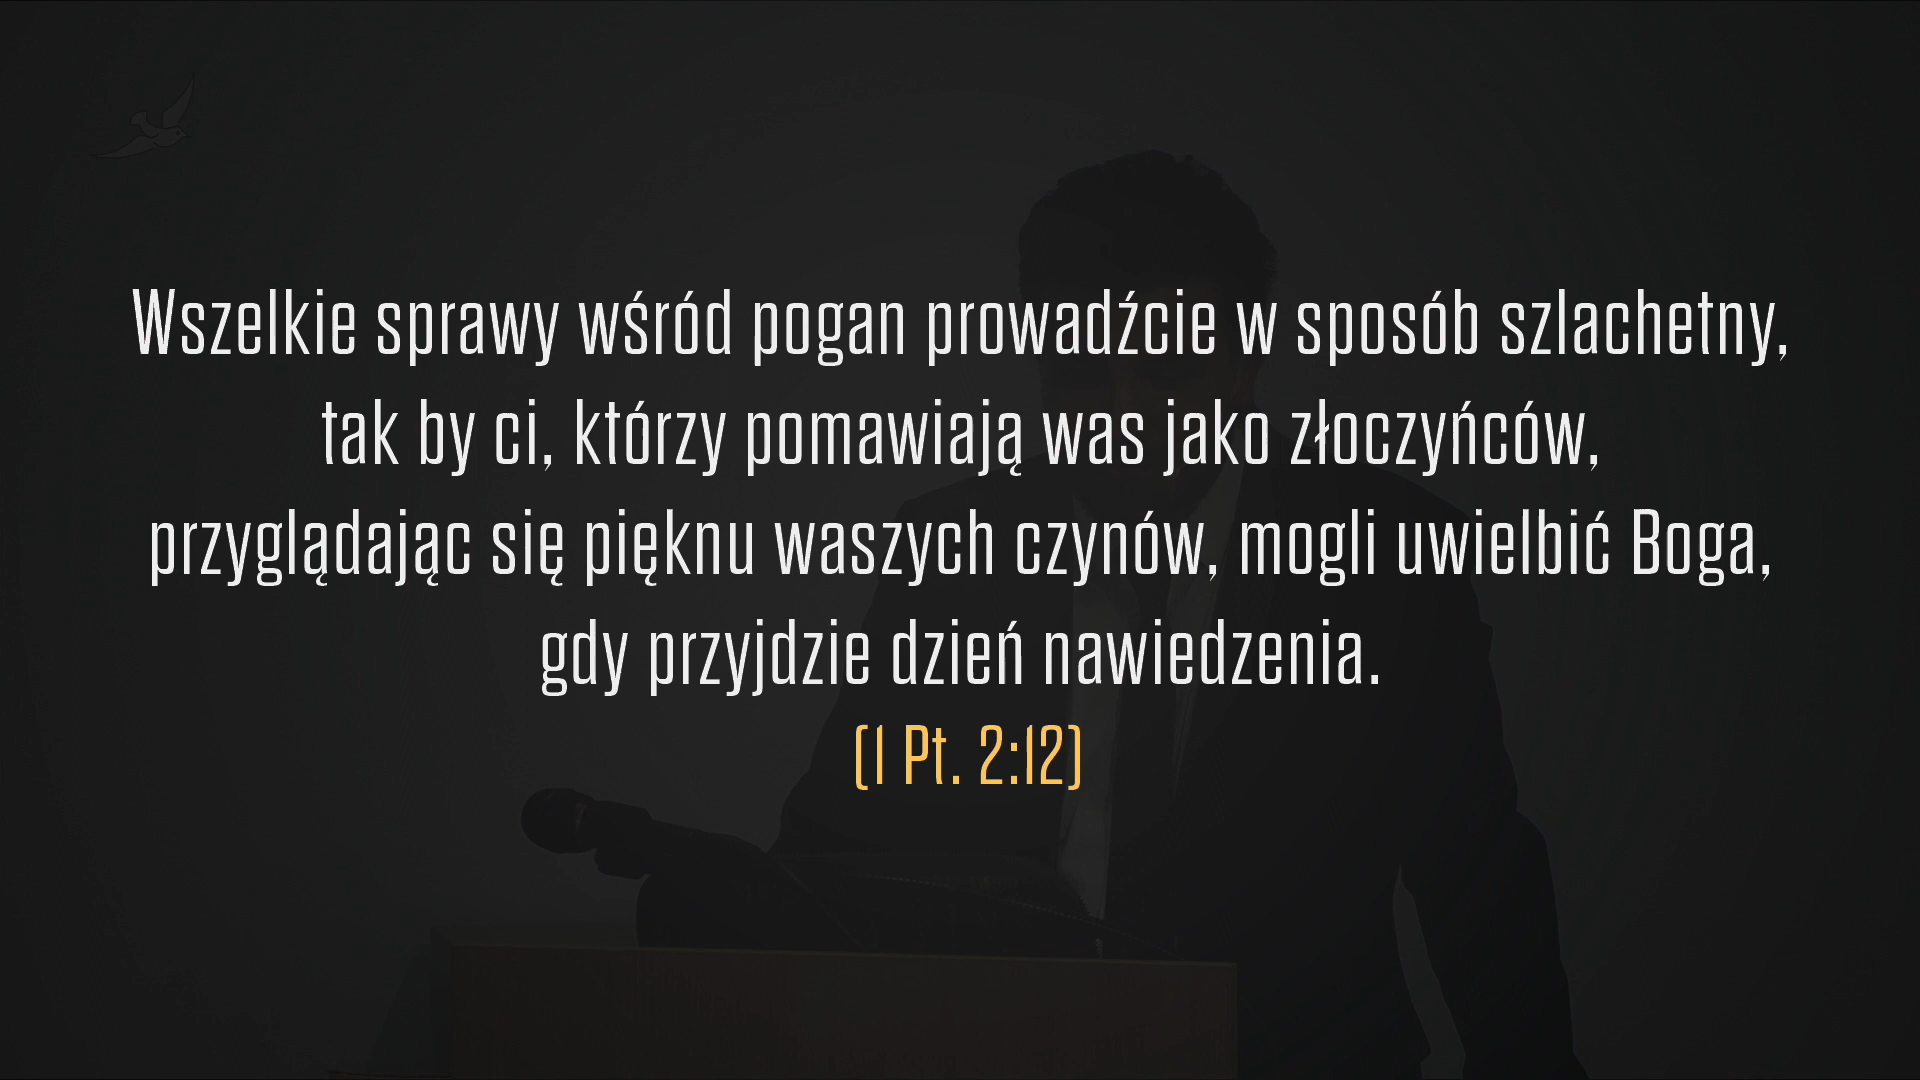 Wszelkie sprawy wśród pogan prowadźcie w sposób szlachetny,
tak by ci, którzy pomawiają was jako złoczyńców,
przyglądając się pięknu waszych czynów, mogli uwielbić Boga,
gdy przyjdzie dzień nawiedzenia.
(1 Pt. 2:12)